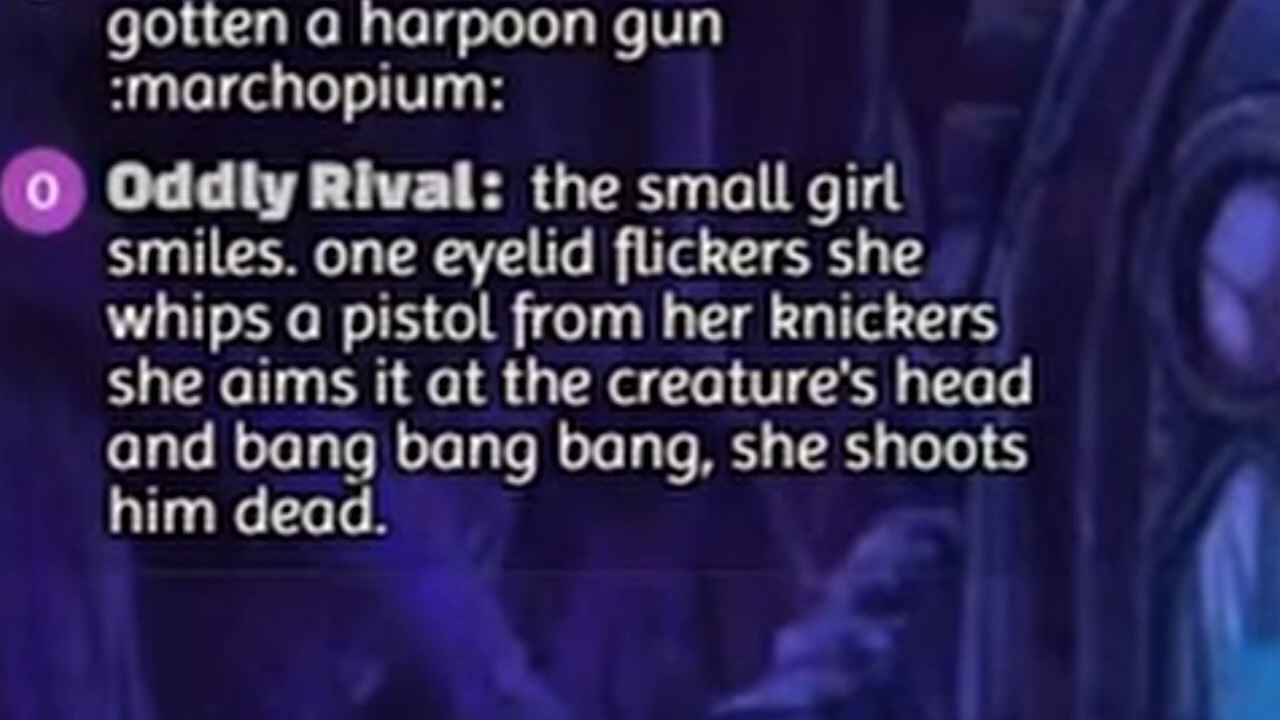 gotten a harpoon gun
:marchopium:
O Oddly Rival: the small girl
smiles. one eyelid flickers she
whips a pistol from her knickers
she aims it at the creature's head
and bang bang bang, she shoots
him dead.